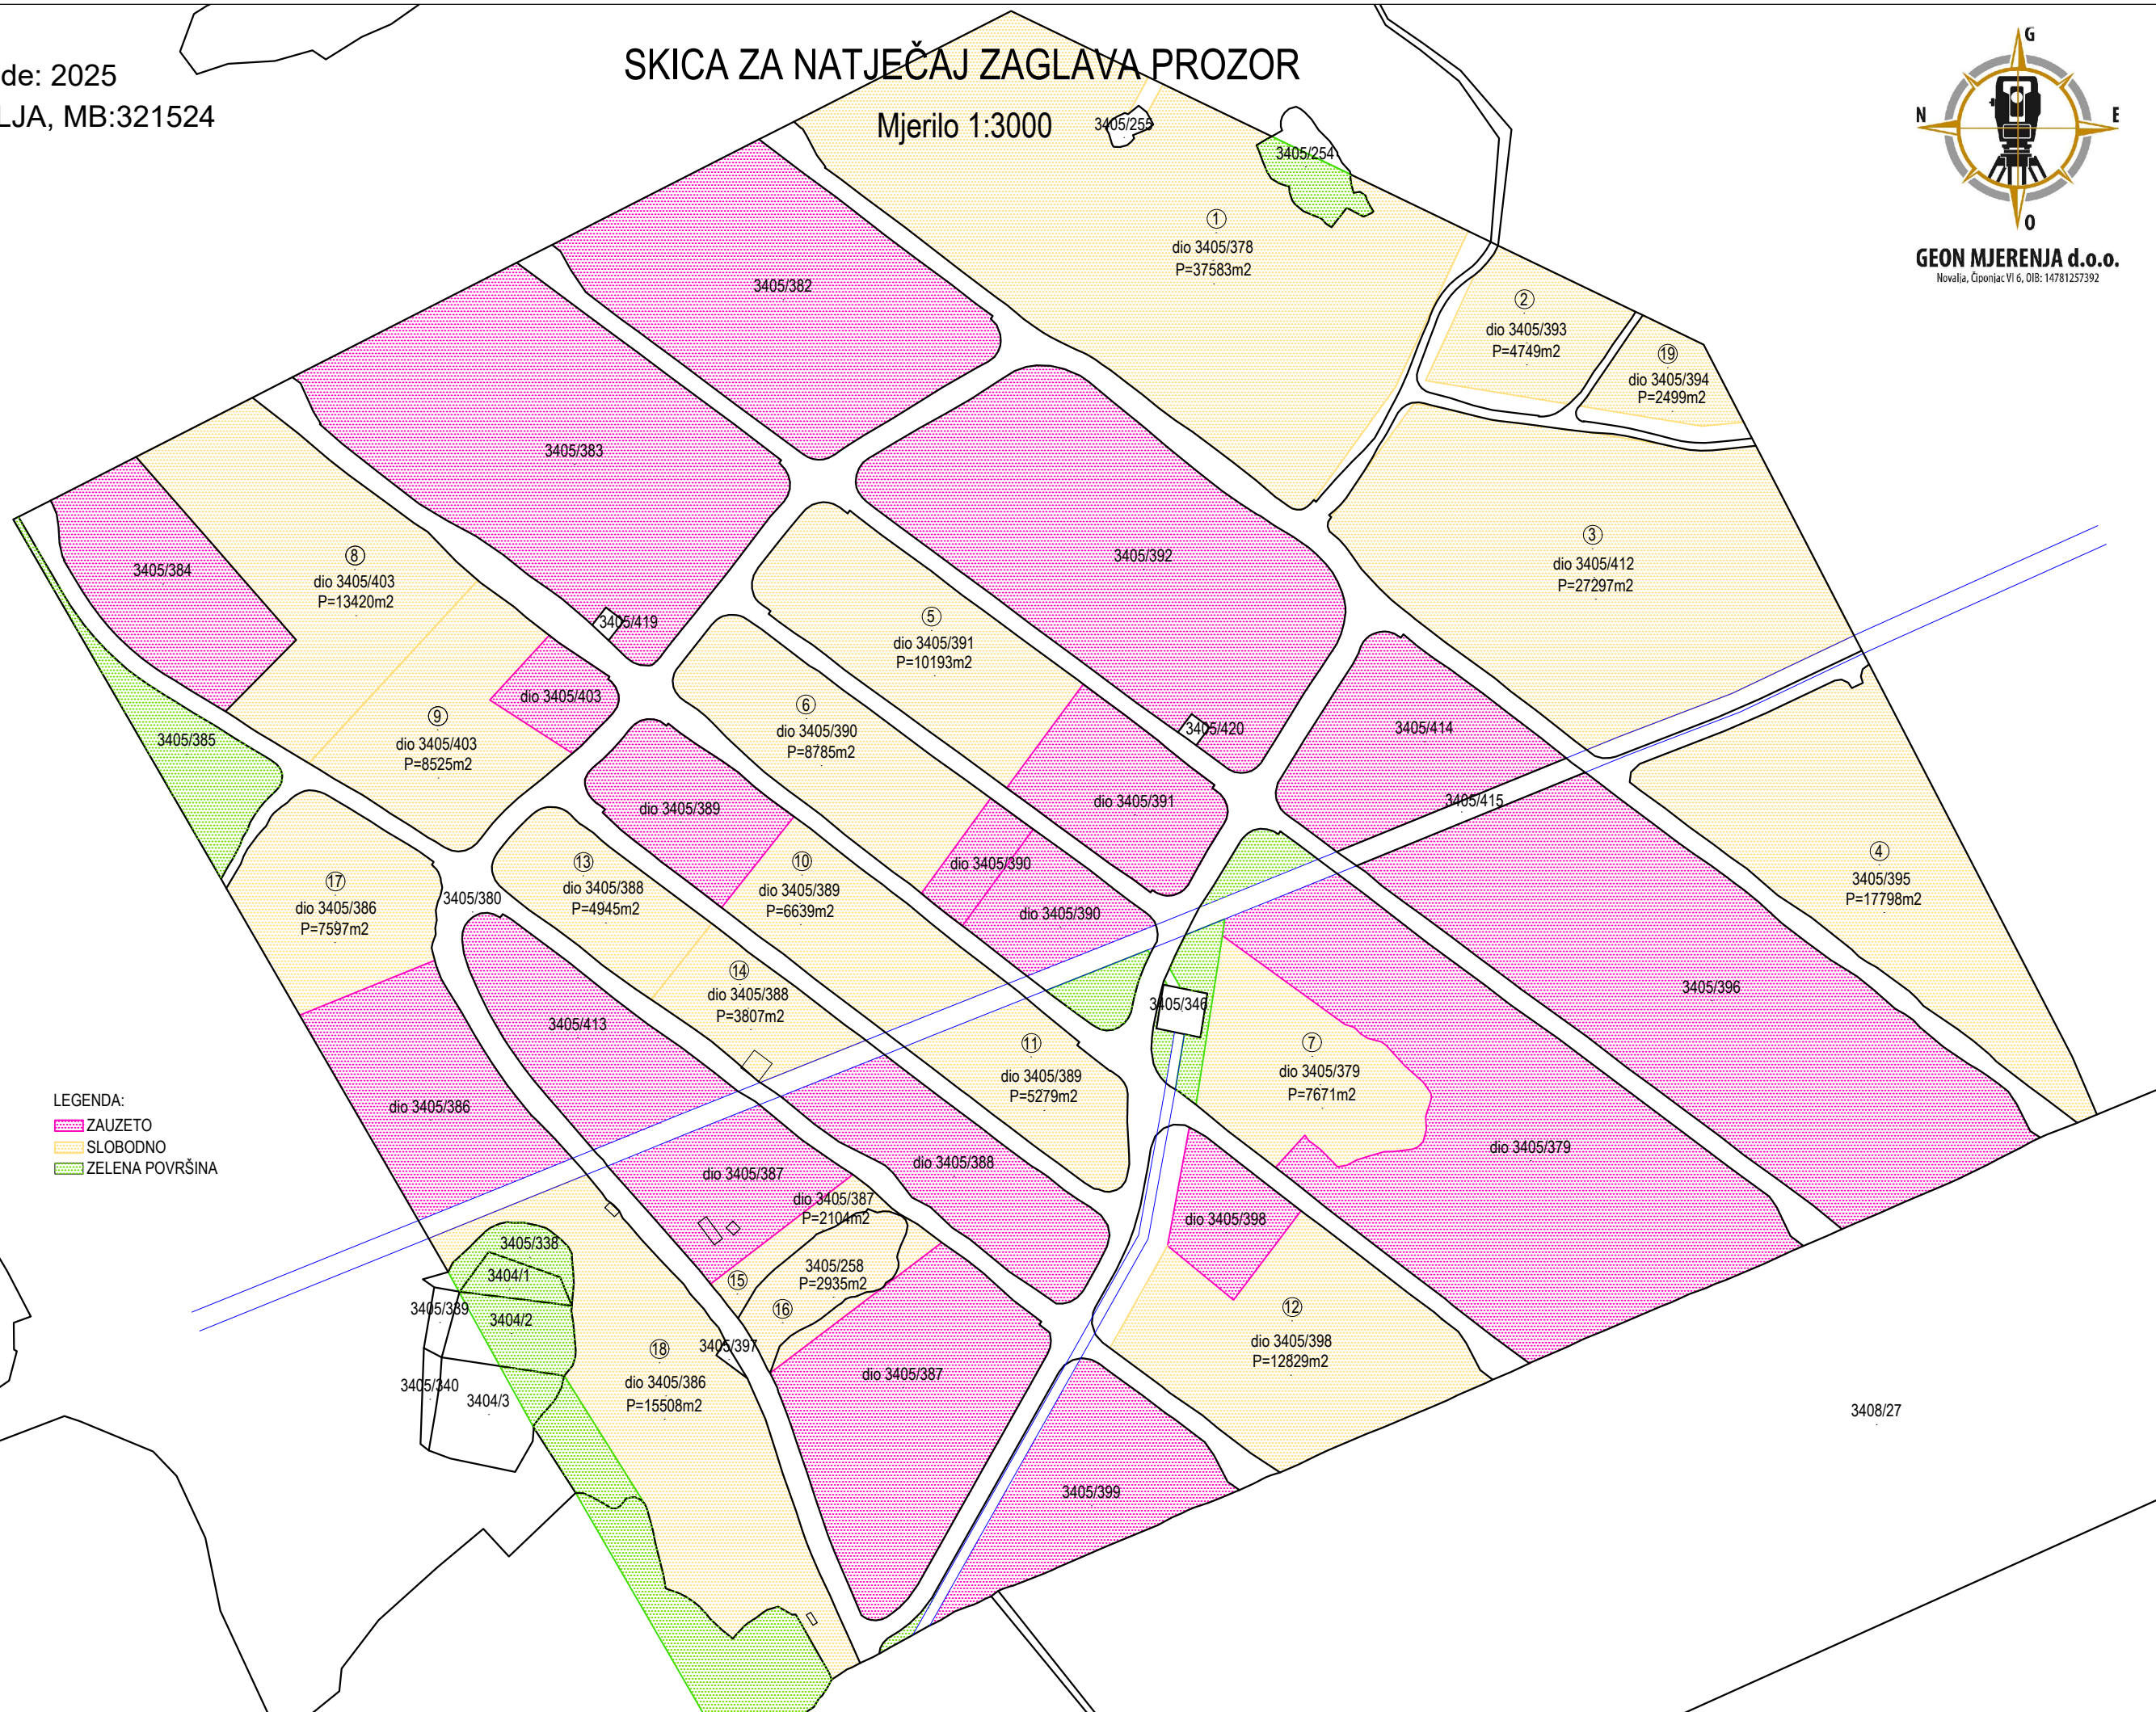 de: 2025
LJA, MB:321524
SKICA ZA NATJEČAJ ZAGLAVA PROZOR
Mjerilo 1:3000
G
N
E
O
GEON MJERENJA d.o.o.
Novalja, Čiponjac VI 6, OIB: 14781257392
3405/255
3405/254
1
dio 3405/378
P=37583m2
3405/382
2
dio 3405/393
P=4749m2
19
dio 3405/394
P=2499m2
3405/383
3405/392
3
dio 3405/412
P=27297m2
3405/384
8
dio 3405/403
P=13420m2
3405/419
5
dio 3405/391
P=10193m2
dio 3405/403
6
dio 3405/390
P=8785m2
9
dio 3405/403
P=8525m2
3405/385
3405/420
3405/414
dio 3405/389
dio 3405/391
3405/415
13
dio 3405/388
P=4945m2
10
dio 3405/389
P=6639m2
dio 3405/390
dio 3405/390
4
3405/395
P=17798m2
17
dio 3405/386
P=7597m2
3405/380
14
dio 3405/388
P=3807m2
3405/413
3405/346
3405/396
11
dio 3405/389
P=5279m2
7
dio 3405/379
P=7671m2
LEGENDA:
ZAUZETO
SLOBODNO
ZELENA POVRŠINA
dio 3405/386
dio 3405/387
dio 3405/388
dio 3405/379
dio 3405/387
P=2104m2
dio 3405/398
3405/338
3404/1
3405/339
3404/2
15
3405/258
P=2935m2
16
3405/397
18
dio 3405/386
P=15508m2
12
dio 3405/398
P=12829m2
3405/340
3404/3
dio 3405/387
3408/27
3405/399